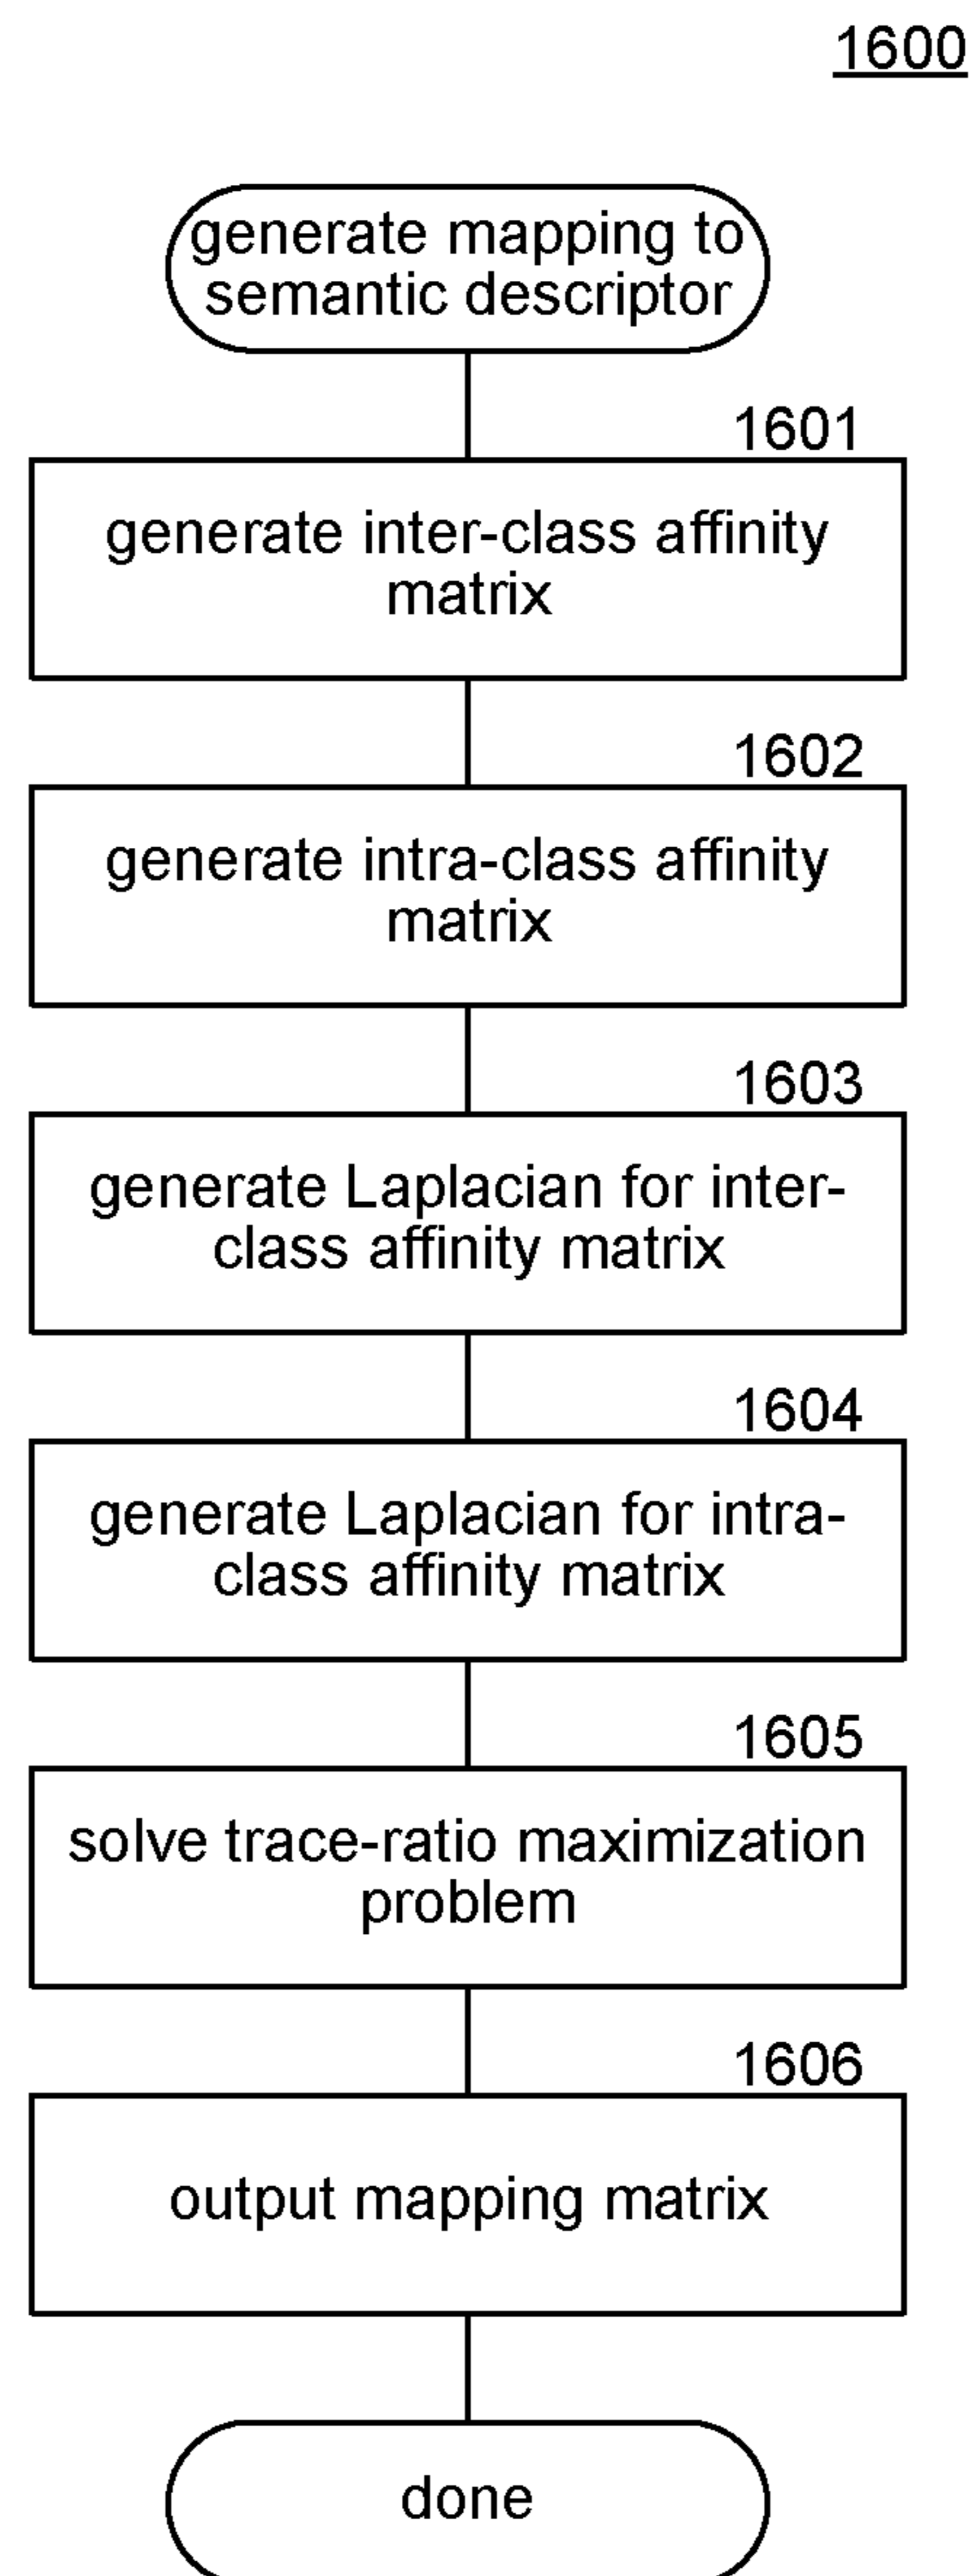 1600
generate mapping to
semantic descriptor
1601
generate inter-class affinity
matrix
1602
generate intra-class affinity
matrix
1603
generate Laplacian for inter-
class affinity matrix
1604
generate Laplacian for intra-
class affinity matrix
1605
solve trace-ratio maximization
problem
1606
output mapping matrix
done